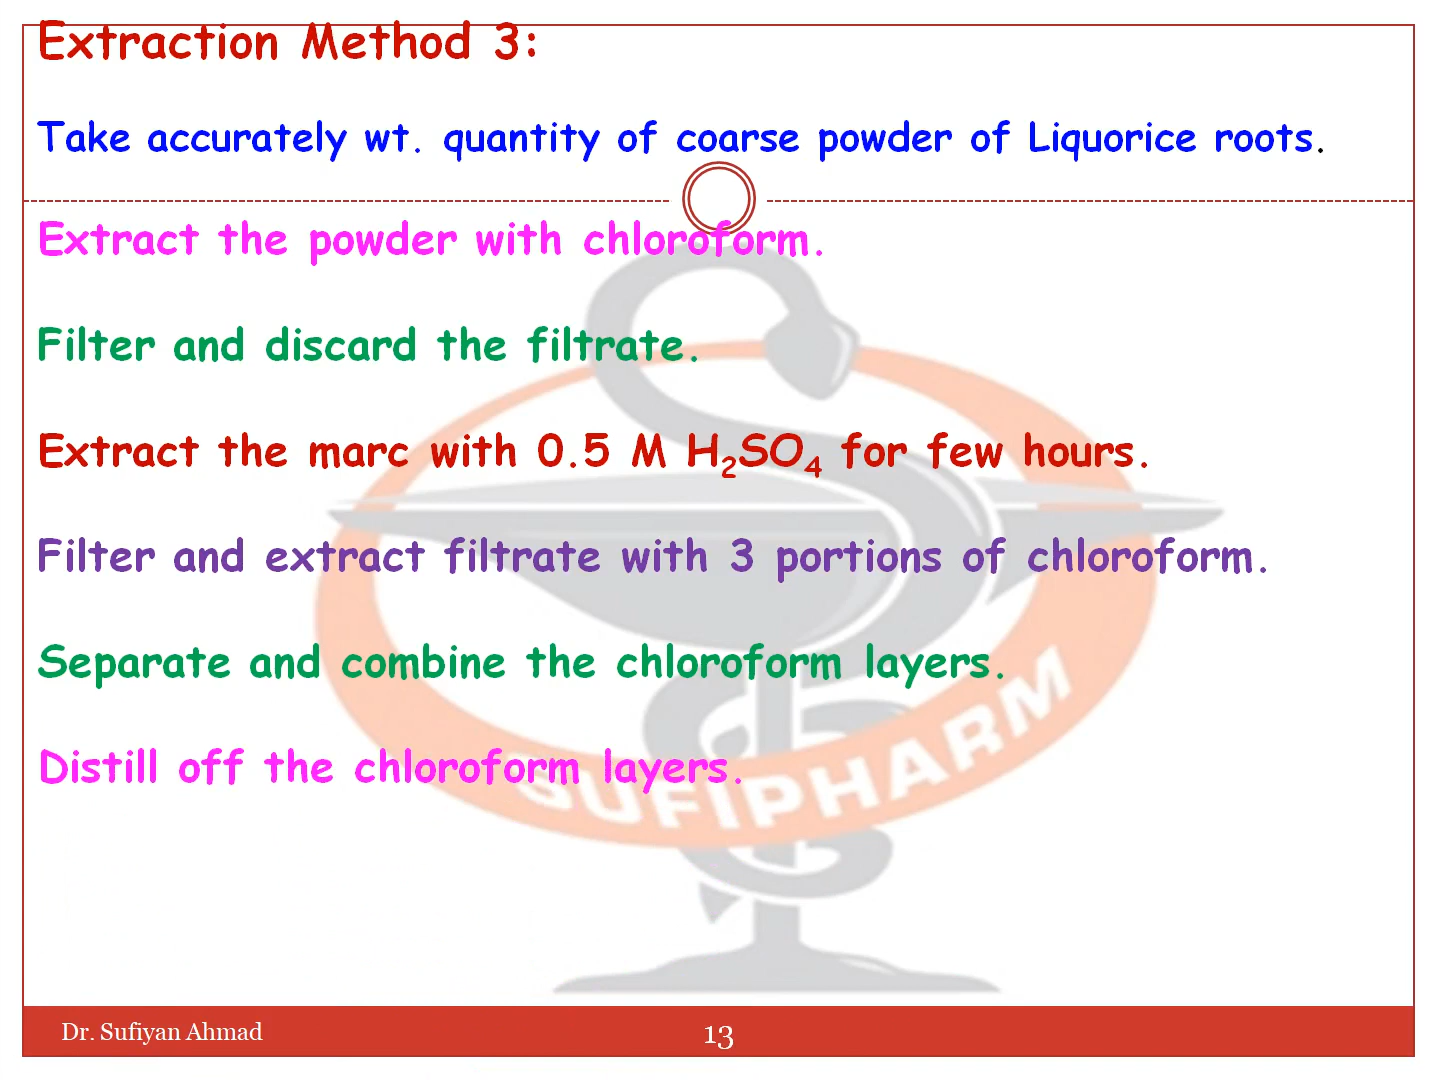 Extraction Method 3:
Take accurately wt. quantity of coarse powder of Liquorice roots.
Extract the powder with chloroform.
Filter and discard the filtrate.
Extract the marc with 0.5 M H₂SO₄ for few hours.
Filter and extract filtrate with 3 portions of chloroform.
Separate and combine the chloroform layers.
Distill off the chloroform layers.
SUFIPHARM
Dr. Sufiyan Ahmad
13